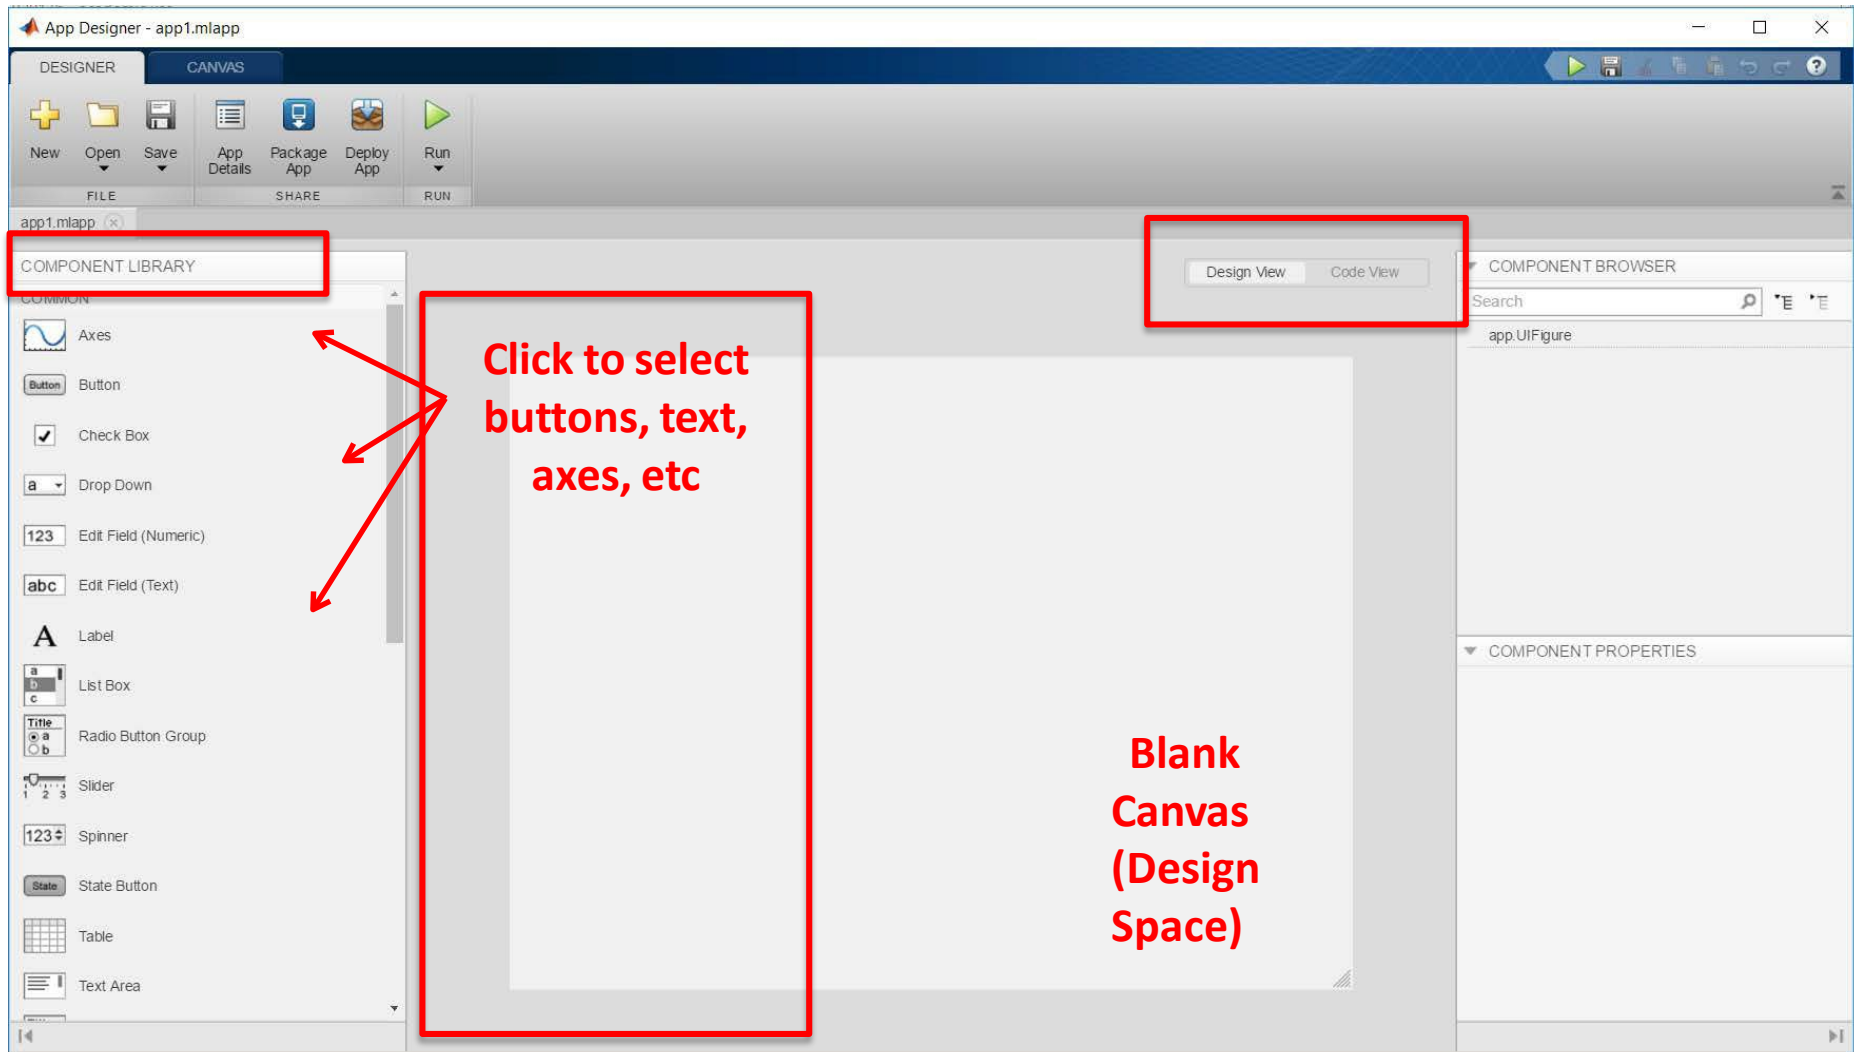 App Designer - app1.mlapp
DESIGNER
CANVAS
New
Open
Save
App
Details
Package
App
Deploy
App
Run
FILE
SHARE
RUN
app1.mlapp
COMPONENT LIBRARY
COMMON
Axes
Button
Button
Check Box
a
Drop Down
123
Edit Field (Numeric)
abc
Edit Field (Text)
A
Label
a
b
c
List Box
Title
a
b
Radio Button Group
1 2 3
Slider
123
Spinner
State
State Button
Table
Text Area
Click to select
buttons, text,
axes, etc
Design View
Code View
Blank
Canvas
(Design
Space)
COMPONENT BROWSER
Search
app.UIFigure
COMPONENT PROPERTIES